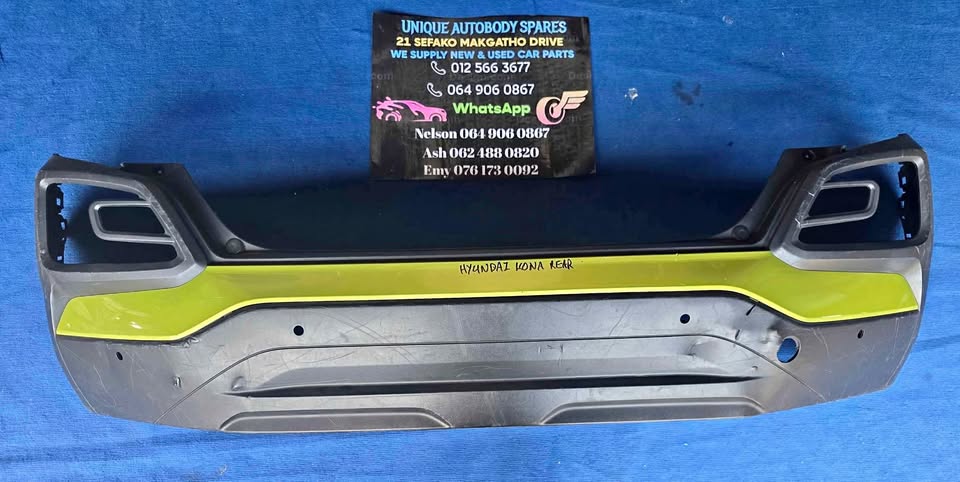 UNIQUE AUTOBODY SPARES
21 SEFAKO MAKGATHO DRIVE
WE SUPPLY NEW & USED CAR PARTS
012 566 3677
064 906 0867
WhatsApp
Nelson 064 906 0867
Ash 062 488 0820
Emy 076 173 0092
HYUNDAI KONA REAR